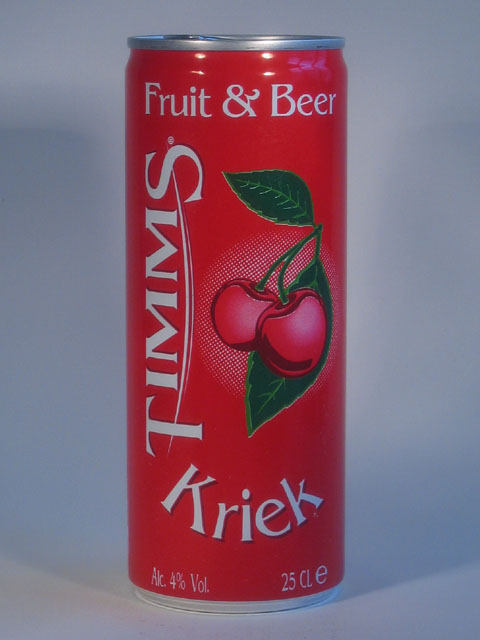 Fruit & Beer
TIMMS®
Kriek
Alc. 4% Vol.
25 CL e